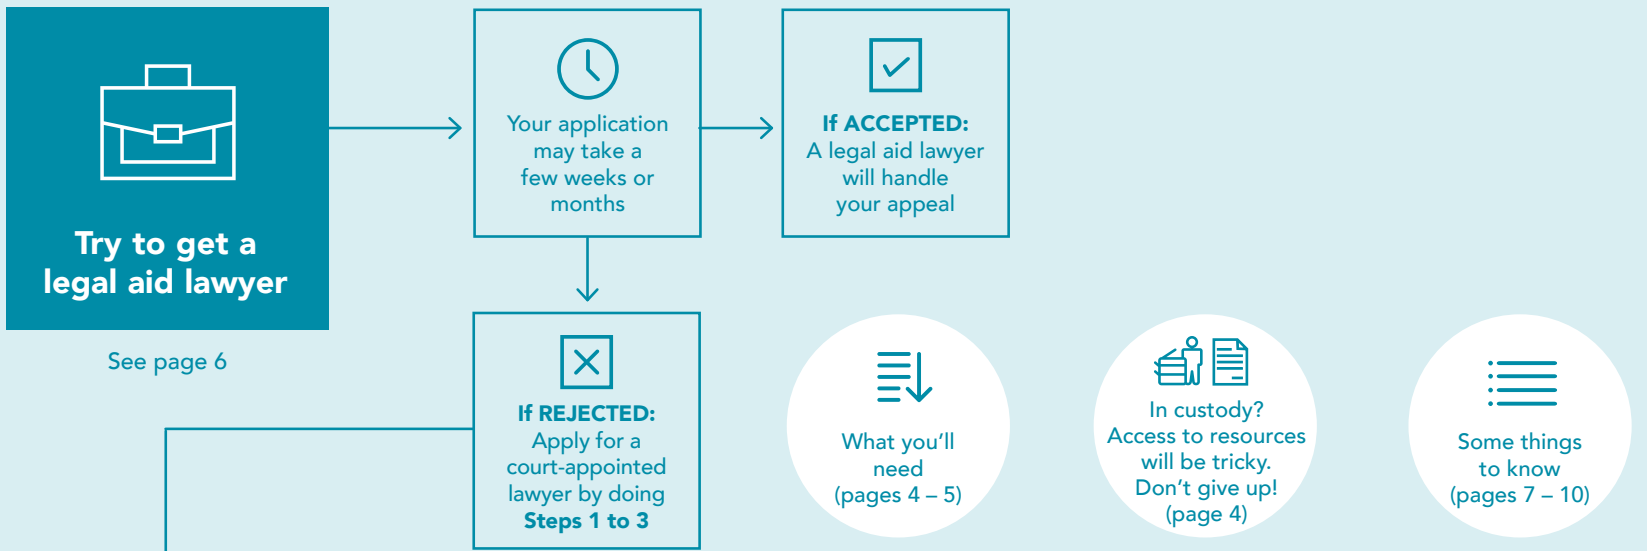 Try to get a
legal aid lawyer
See page 6
Your application
may take a
few weeks or
months
If ACCEPTED:
A legal aid lawyer
will handle
your appeal
If REJECTED:
Apply for a
court-appointed
lawyer by doing
Steps 1 to 3
What you’ll
need
(pages 4 – 5)
In custody?
Access to resources
will be tricky.
Don’t give up!
(page 4)
Some things
to know
(pages 7 – 10)